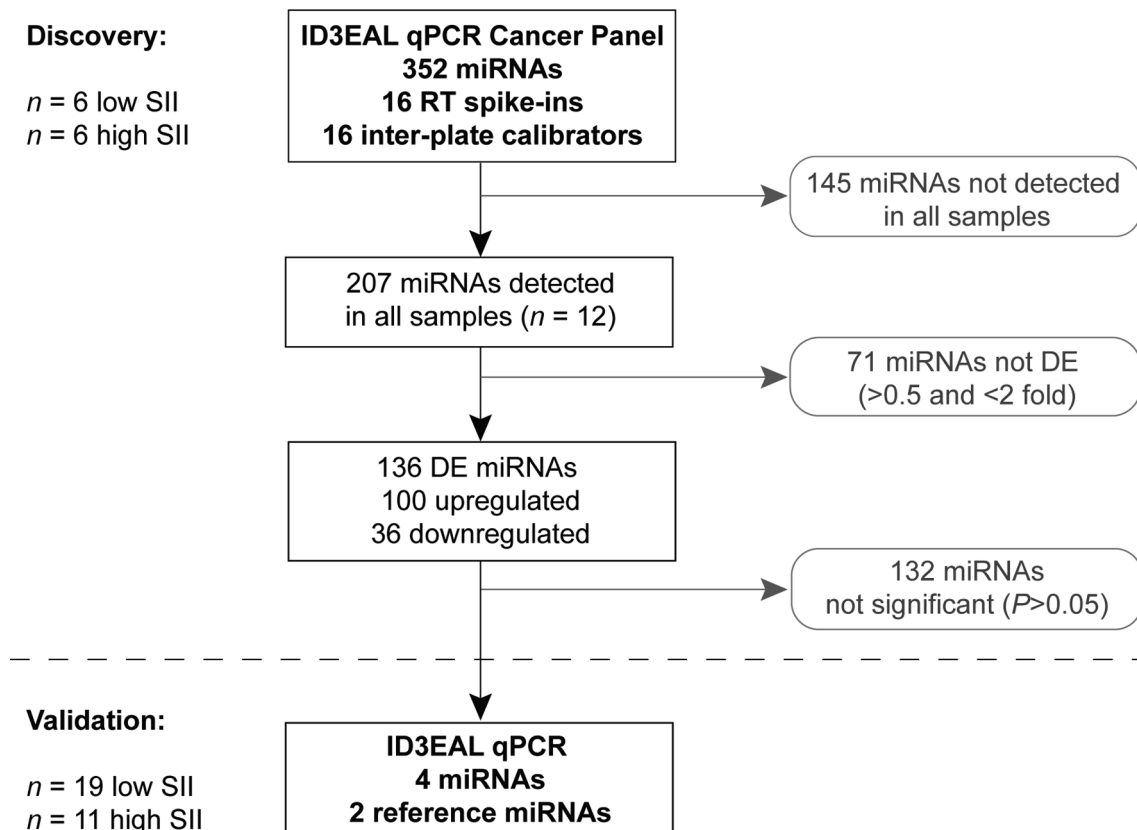 Discovery:
n = 6 low SII
n = 6 high SII
ID3EAL qPCR Cancer Panel
352 miRNAs
16 RT spike-ins
16 inter-plate calibrators
145 miRNAs not detected
in all samples
207 miRNAs detected
in all samples (n = 12)
71 miRNAs not DE
(>0.5 and <2 fold)
136 DE miRNAs
100 upregulated
36 downregulated
132 miRNAs
not significant (P>0.05)
Validation:
n = 19 low SII
n = 11 high SII
ID3EAL qPCR
4 miRNAs
2 reference miRNAs